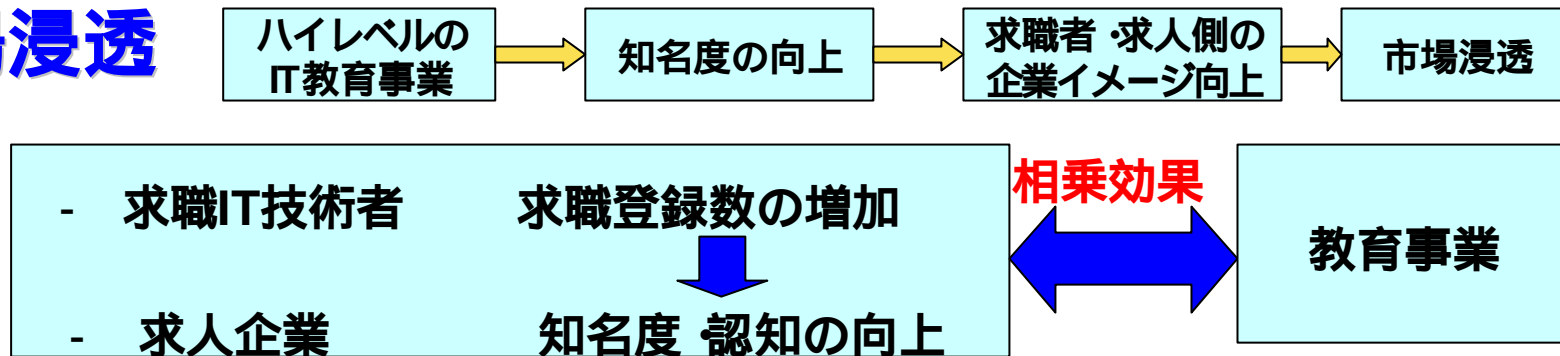 場浸透
ハイレベルの
IT教育事業
知名度の向上
求職者・求人側の
企業イメージ向上
市場浸透
相乗効果
- 求職IT技術者 求職登録数の増加
教育事業
- 求人企業 知名度・認知の向上